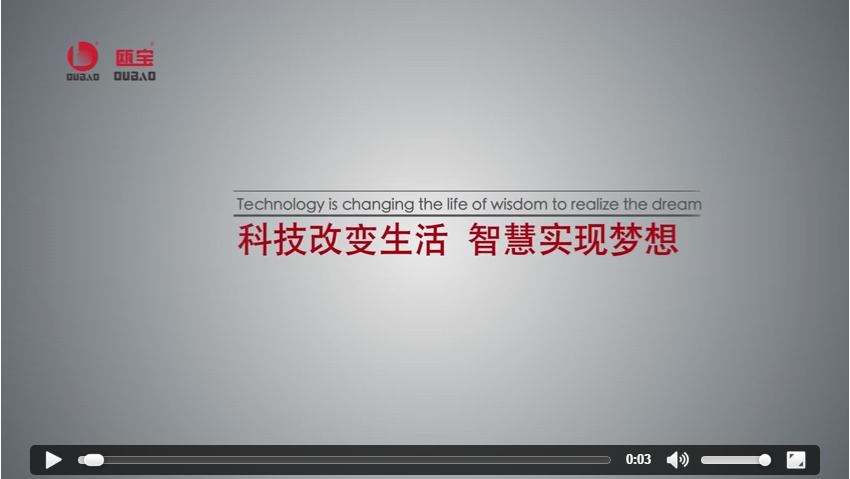 瓯宝
OUBAO OUBAO
Technology is changing the life of wisdom to realize the dream
科技改变生活 智慧实现梦想
0:03